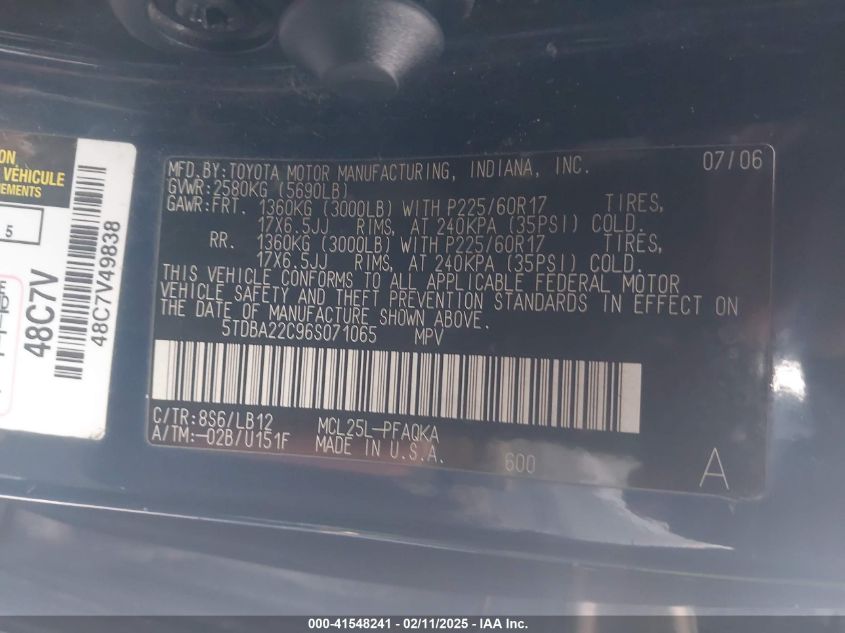 ON
VÉHICULE
NEMENTS
5
48C7V
48C7V49838
MFD.BY:TOYOTA MOTOR MANUFACTURING, INDIANA, INC. 07/06
GVWR:2580KG (5690LB)
GAWR:FRT. 1360KG (3000LB) WITH P225/60R17 TIRES,
17X6.5JJ RIMS, AT 240KPA (35PSI) COLD.
RR. 1360KG (3000LB) WITH P225/60R17 TIRES,
17X6.5JJ RIMS, AT 240KPA (35PSI) COLD.
THIS VEHICLE CONFORMS TO ALL APPLICABLE FEDERAL MOTOR
VEHICLE SAFETY AND THEFT PREVENTION STANDARDS IN EFFECT ON
THE DATE OF MANUFACTURE SHOWN ABOVE.
5TDBA22C96S071065 MPV
C/TR:8S6/LB12 MCL25L-PFAQKA
A/TM:-02B/U151F MADE IN U.S.A. 600 A
000-41548241 - 02/11/2025 - IAA Inc.